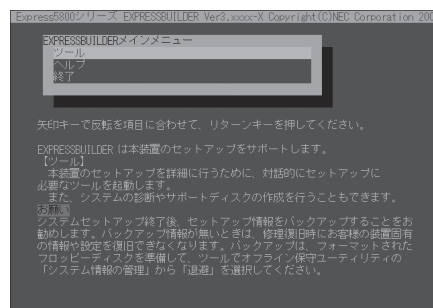 Express5800シリーズ EXPRESSBUILDER Ver3.xxxx-X Copyright(C)NEC Corporation 200
EXPRESSBUILDERメインメニュー
ツール
ヘルプ
終了
矢印キーで反転を項目に合わせて、リターンキーを押してください。
EXPRESSBUILDER は本装置のセットアップをサポートします。
【ツール】
本装置のセットアップを詳細に行うために、対話的にセットアップに
必要なツールを起動します。
また、システムの診断やサポートディスクの作成を行うこともできます。
お願い
システムセットアップ終了後、セットアップ情報をバックアップすることをお
勧めします。バックアップ情報が無いときは、修理復旧時にお客様の装置固有
の情報や設定を復旧できなくなります。バックアップは、フォーマットされた
フロッピーディスクを準備して、ツールでオフライン保守ユーティリティの
「システム情報の管理」から「退避」を選択してください。